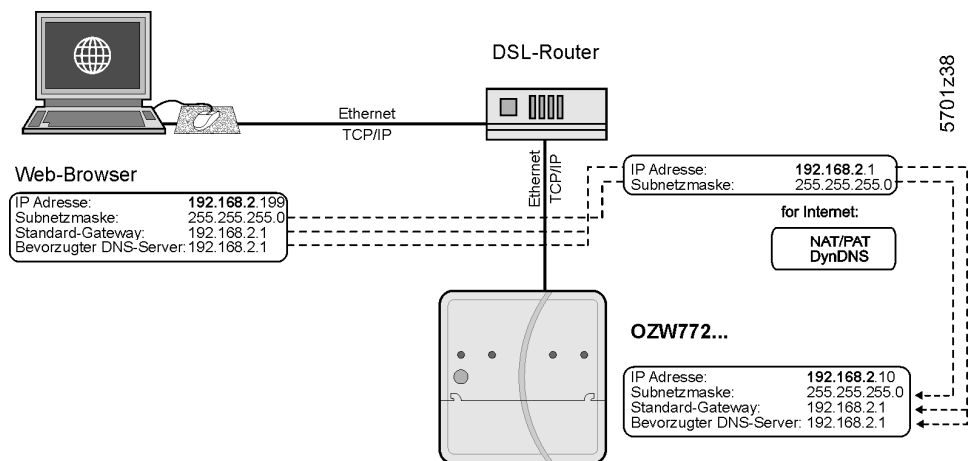 DSL-Router
5701z38
Ethernet
TCP/IP
Ethernet
TCP/IP
Web-Browser
IP Adresse: 192.168.2.199
Subnetzmaske: 255.255.255.0
Standard-Gateway: 192.168.2.1
Bevorzugter DNS-Server: 192.168.2.1
IP Adresse: 192.168.2.1
Subnetzmaske: 255.255.255.0
for Internet:
NAT/PAT
DynDNS
OZW772...
IP Adresse: 192.168.2.10
Subnetzmaske: 255.255.255.0
Standard-Gateway: 192.168.2.1
Bevorzugter DNS-Server: 192.168.2.1